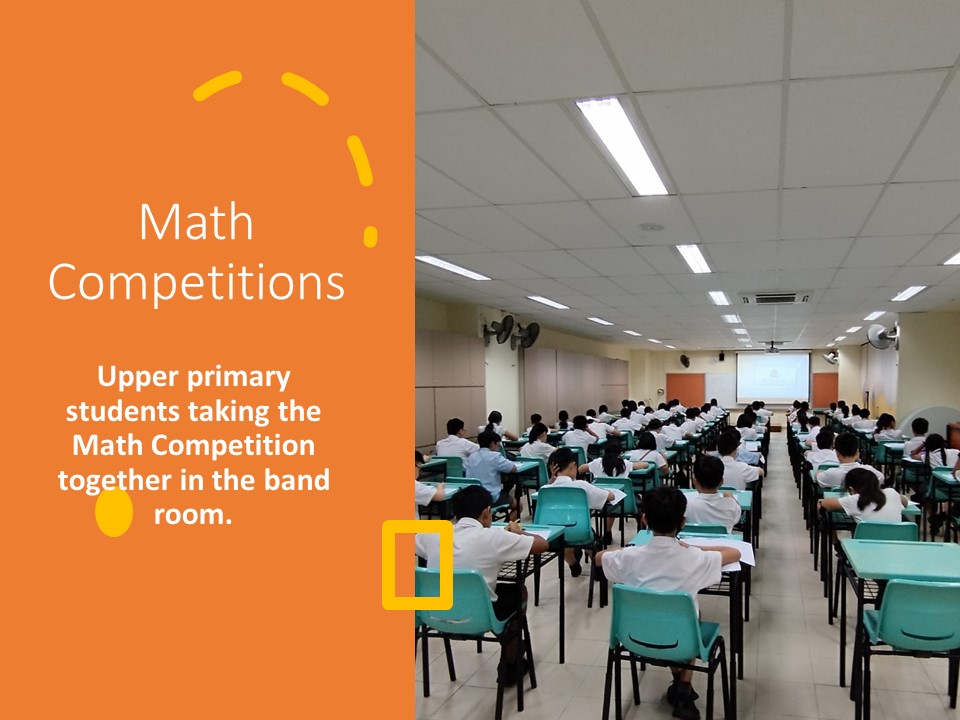 Math
Competitions
Upper primary
students taking the
Math Competition
together in the band
room.